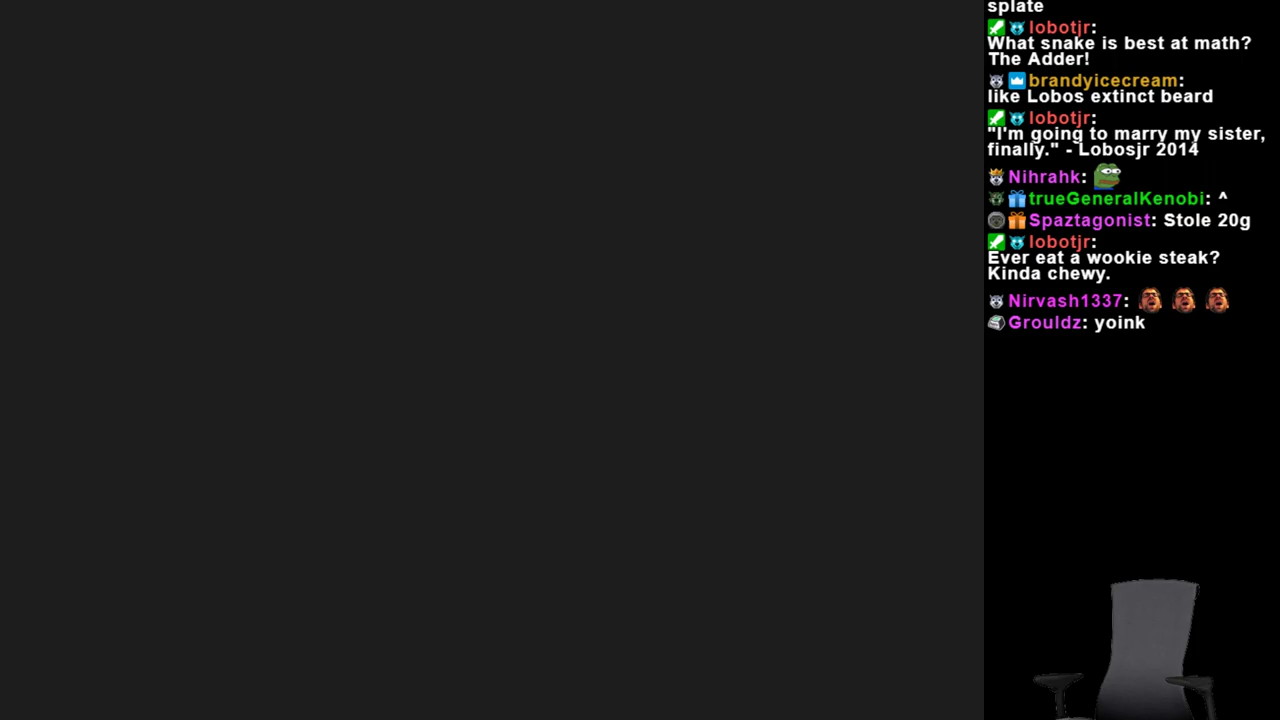 splate
lobotjr:
What snake is best at math?
The Adder!
brandyicecream:
like Lobos extinct beard
lobotjr:
"I'm going to marry my sister,
finally." - Lobosjr 2014
Nihrahk:
trueGeneralKenobi: ^
Spaztagonist: Stole 20g
lobotjr:
Ever eat a wookie steak?
Kinda chewy.
Nirvash1337:
Grouldz: yoink